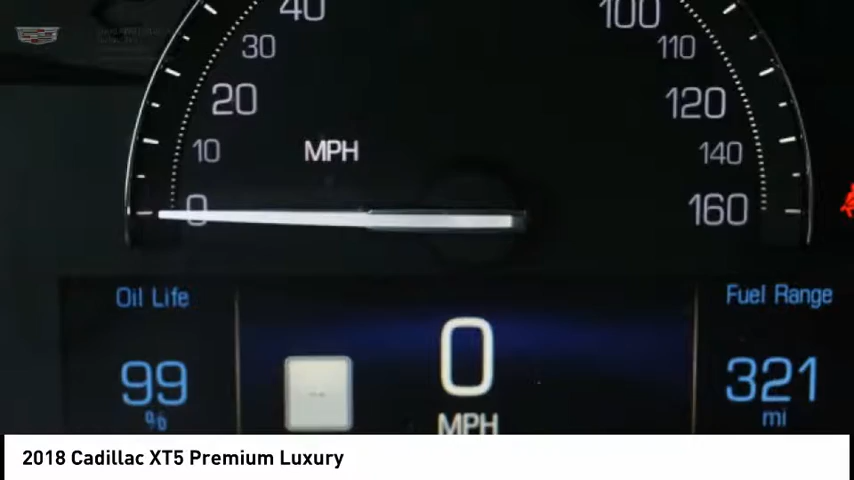 40 100
30 110
20 120
MPH
10 140
0 160
Oil Life Fuel Range
99 0 321
% MPH mi
2018 Cadillac XT5 Premium Luxury